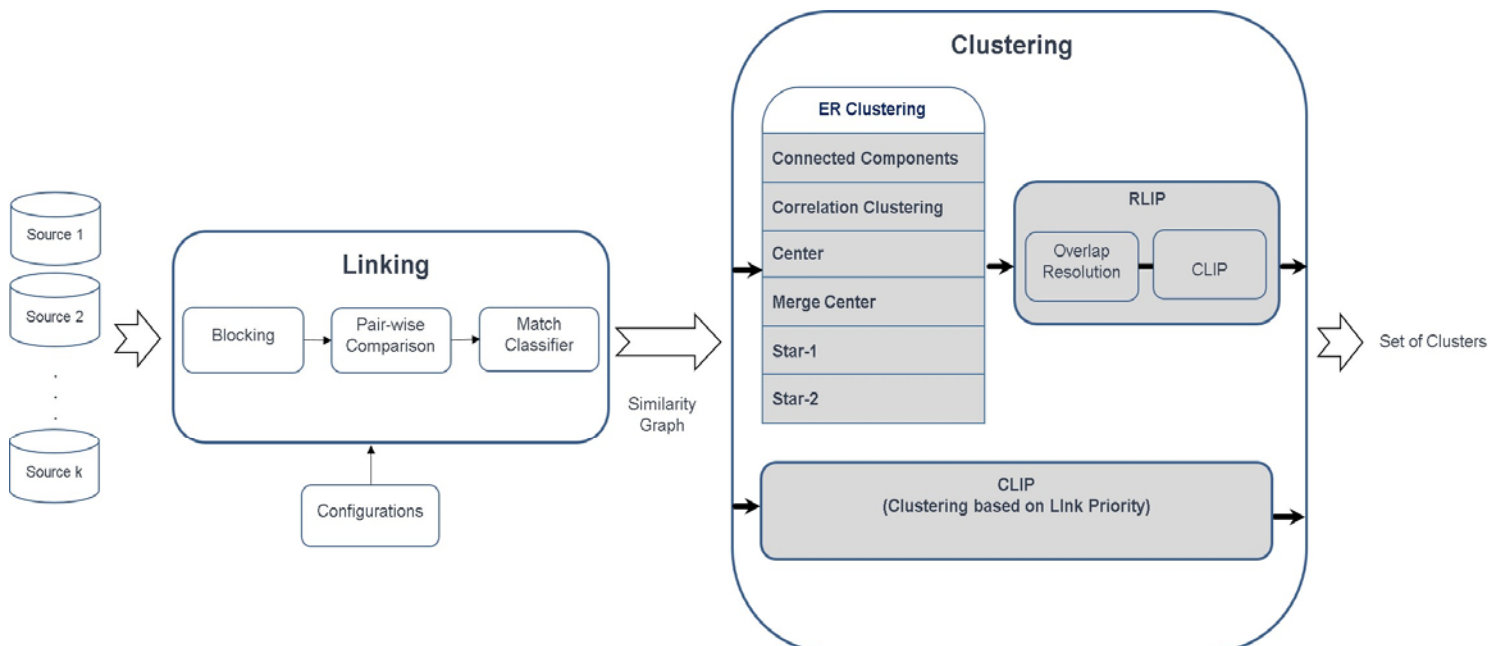 Source 1
Source 2
.
.
.
Source k
Linking
Blocking
Pair-wise
Comparison
Match
Classifier
Configurations
Similarity
Graph
Clustering
ER Clustering
Connected Components
Correlation Clustering
Center
Merge Center
Star-1
Star-2
RLIP
Overlap
Resolution
CLIP
CLIP
(Clustering based on LInk Priority)
Set of Clusters